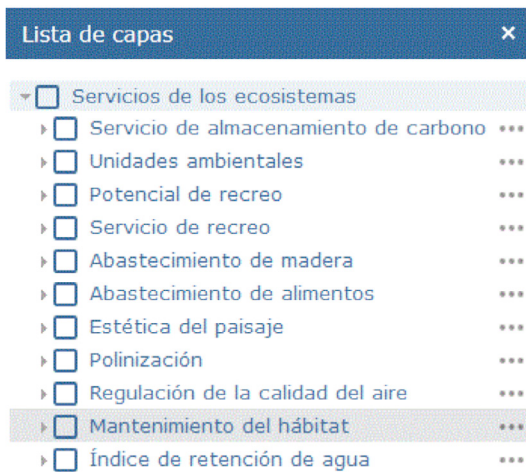 Lista de capas
Servicios de los ecosistemas
Servicio de almacenamiento de carbono
Unidades ambientales
Potencial de recreo
Servicio de recreo
Abastecimiento de madera
Abastecimiento de alimentos
Estética del paisaje
Polinización
Regulación de la calidad del aire
Mantenimiento del hábitat
Índice de retención de agua